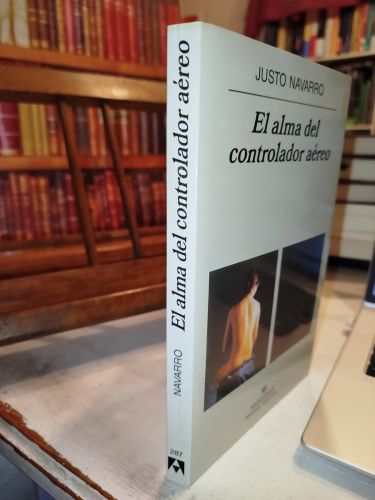 JUSTO NAVARRO
El alma del
controlador aéreo
El alma del controlador aéreo
NAVARRO
287